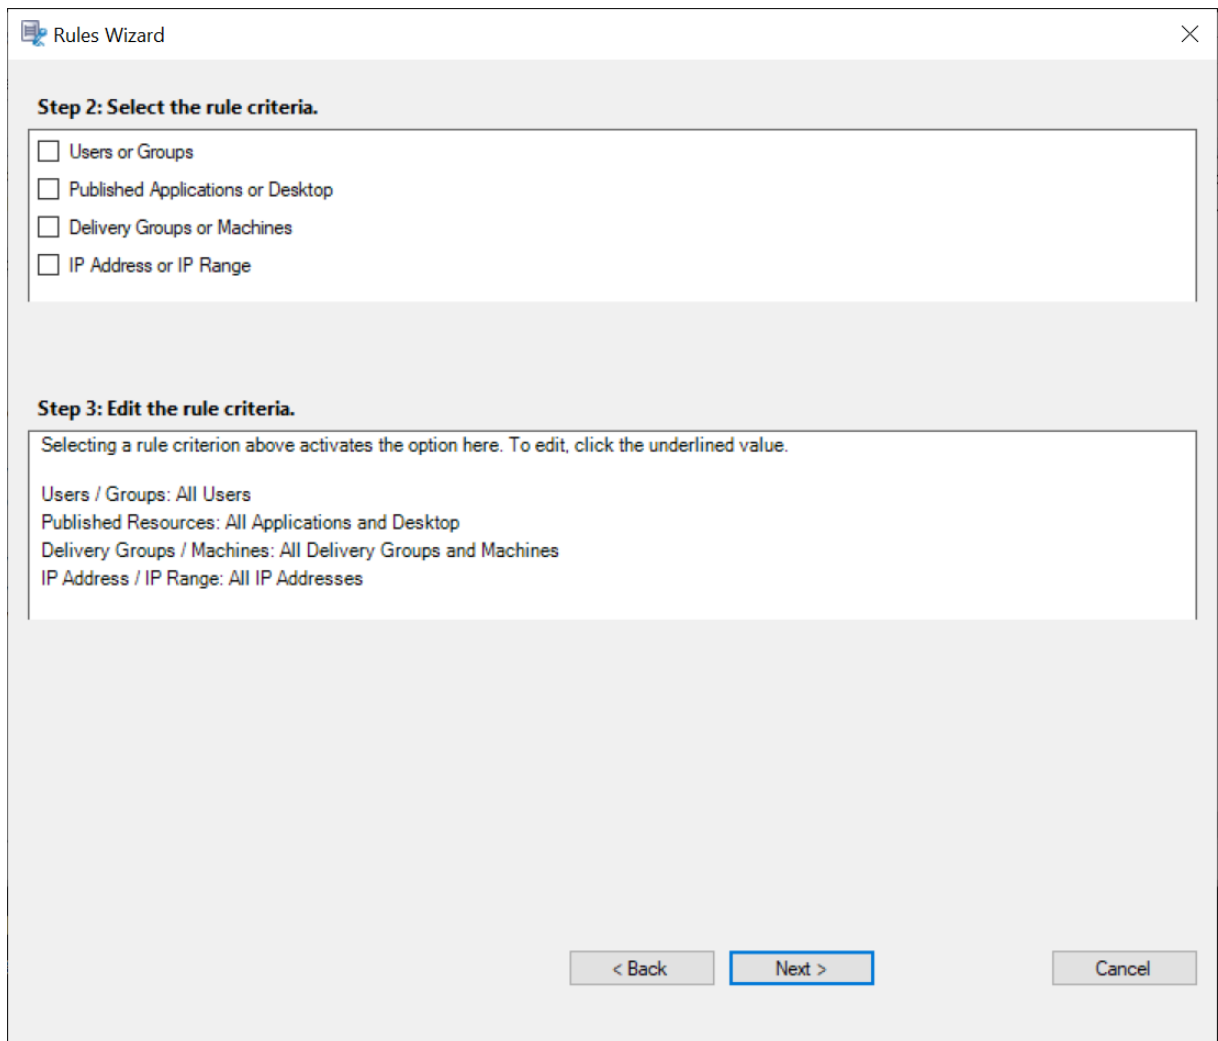 Rules Wizard
Step 2: Select the rule criteria.
Users or Groups
Published Applications or Desktop
Delivery Groups or Machines
IP Address or IP Range
Step 3: Edit the rule criteria.
Selecting a rule criterion above activates the option here. To edit, click the underlined value.
Users / Groups: All Users
Published Resources: All Applications and Desktop
Delivery Groups / Machines: All Delivery Groups and Machines
IP Address / IP Range: All IP Addresses
< Back
Next >
Cancel